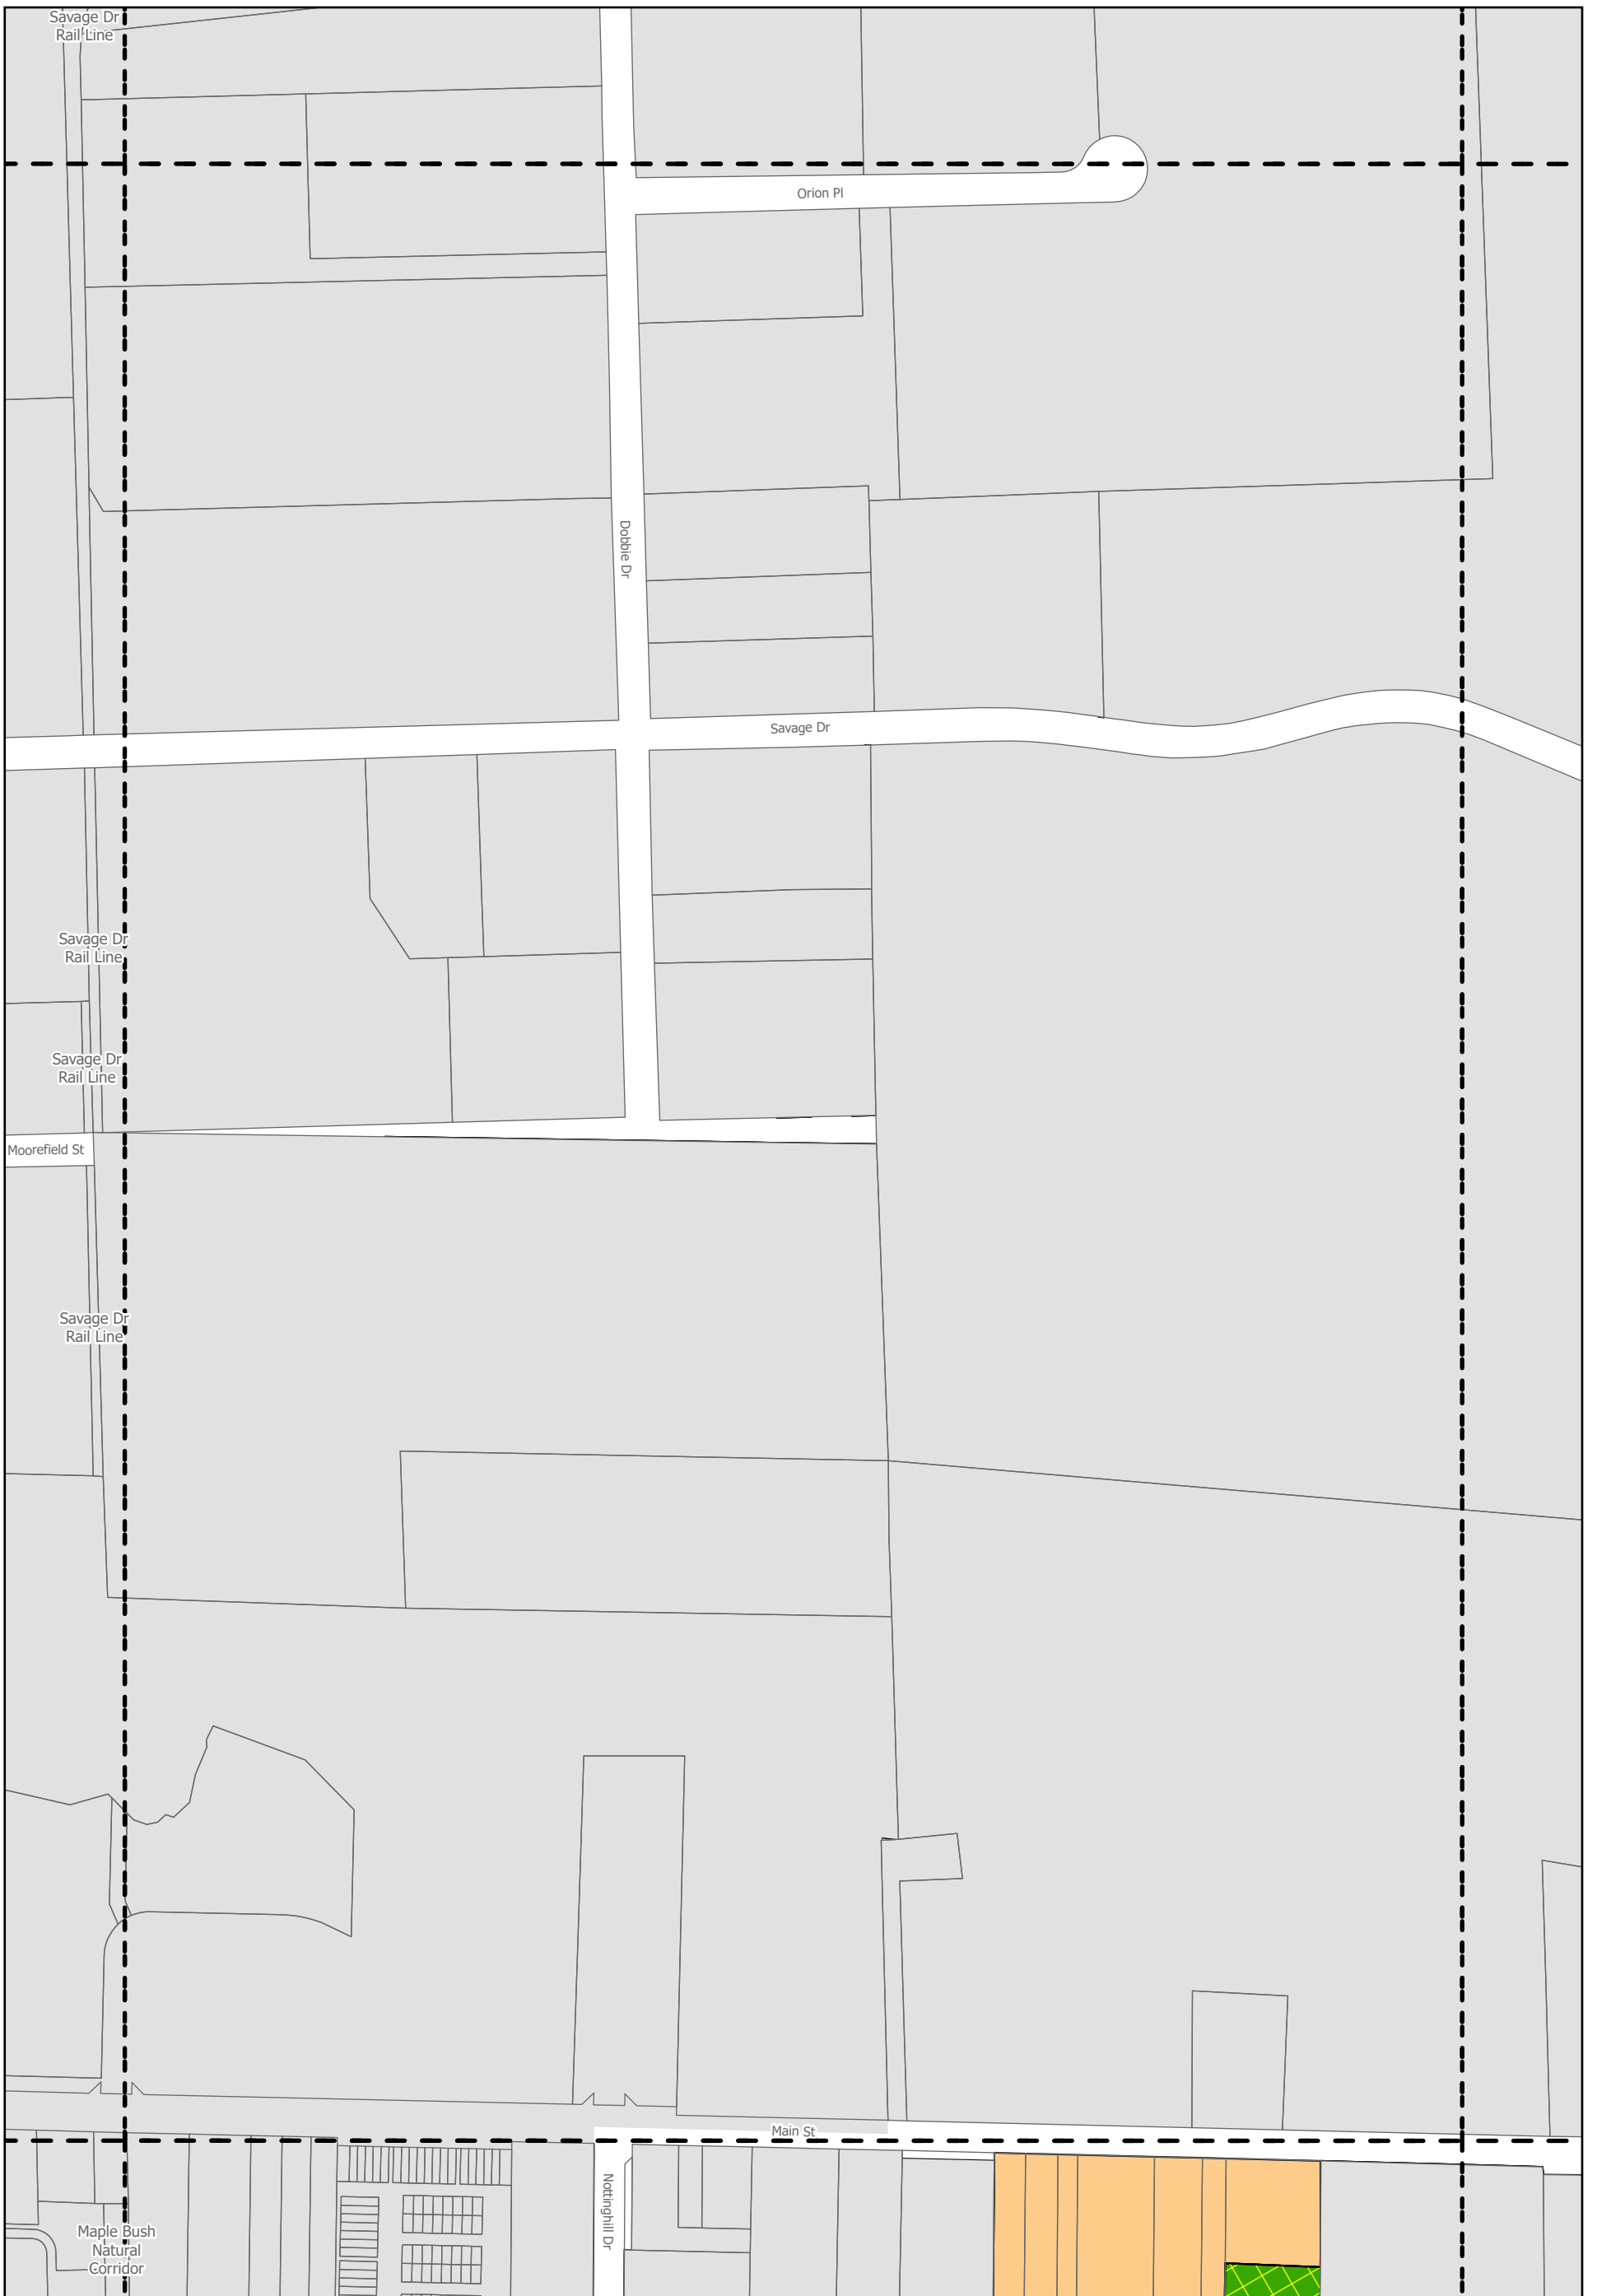 Savage Dr
Rail Line
Orion Pl
Dobbie Dr
Savage Dr
Savage Dr
Rail Line
Savage Dr
Rail Line
Moorefield St
Savage Dr
Rail Line
Main St
Nottinghill Dr
Maple Bush
Natural
Corridor